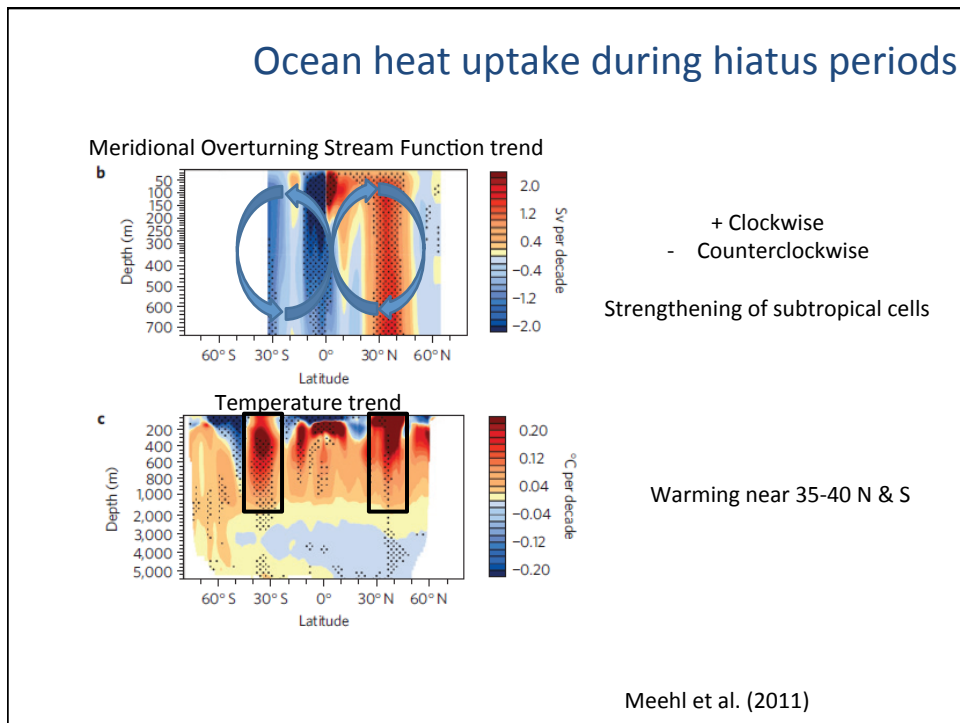 Ocean heat uptake during hiatus periods
Meridional Overturning Stream Function trend
b
50
100
150
200
250
300
400
500
600
700
Depth (m)
60° S 30° S 0° 30° N 60° N
Latitude
2.0
1.2
0.4
−0.4
−1.2
−2.0
Sv per decade
+ Clockwise
- Counterclockwise
Strengthening of subtropical cells
Temperature trend
c
200
400
600
800
1,000
2,000
3,000
4,000
5,000
Depth (m)
60° S 30° S 0° 30° N 60° N
Latitude
0.20
0.12
0.04
−0.04
−0.12
−0.20
°C per decade
Warming near 35-40 N & S
Meehl et al. (2011)